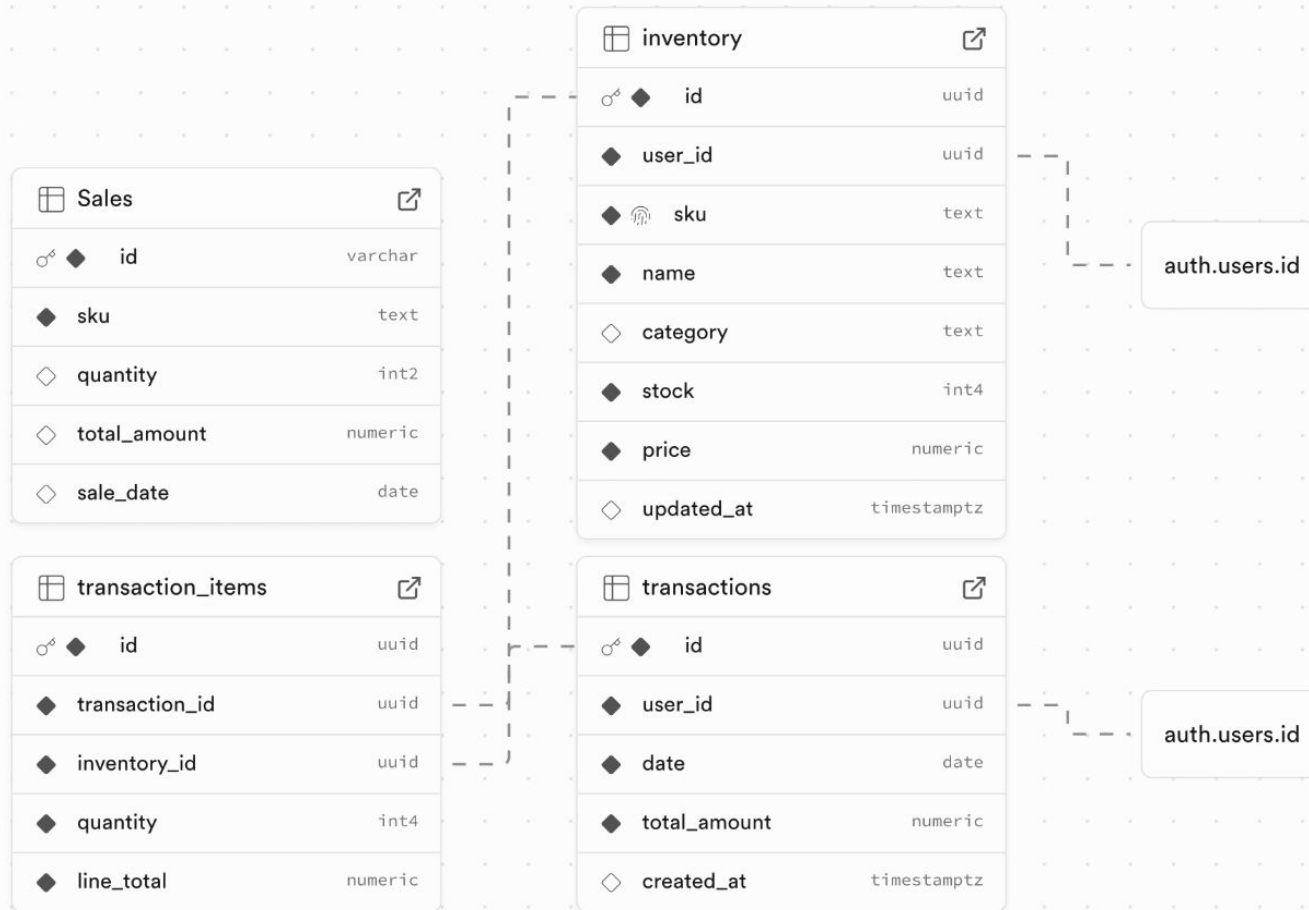 inventory
id uuid
user_id uuid
sku text
name text
category text
stock int4
price numeric
updated_at timestamptz
auth.users.id
Sales
id varchar
sku text
quantity int2
total_amount numeric
sale_date date
transaction_items
id uuid
transaction_id uuid
inventory_id uuid
quantity int4
line_total numeric
transactions
id uuid
user_id uuid
date date
total_amount numeric
created_at timestamptz
auth.users.id